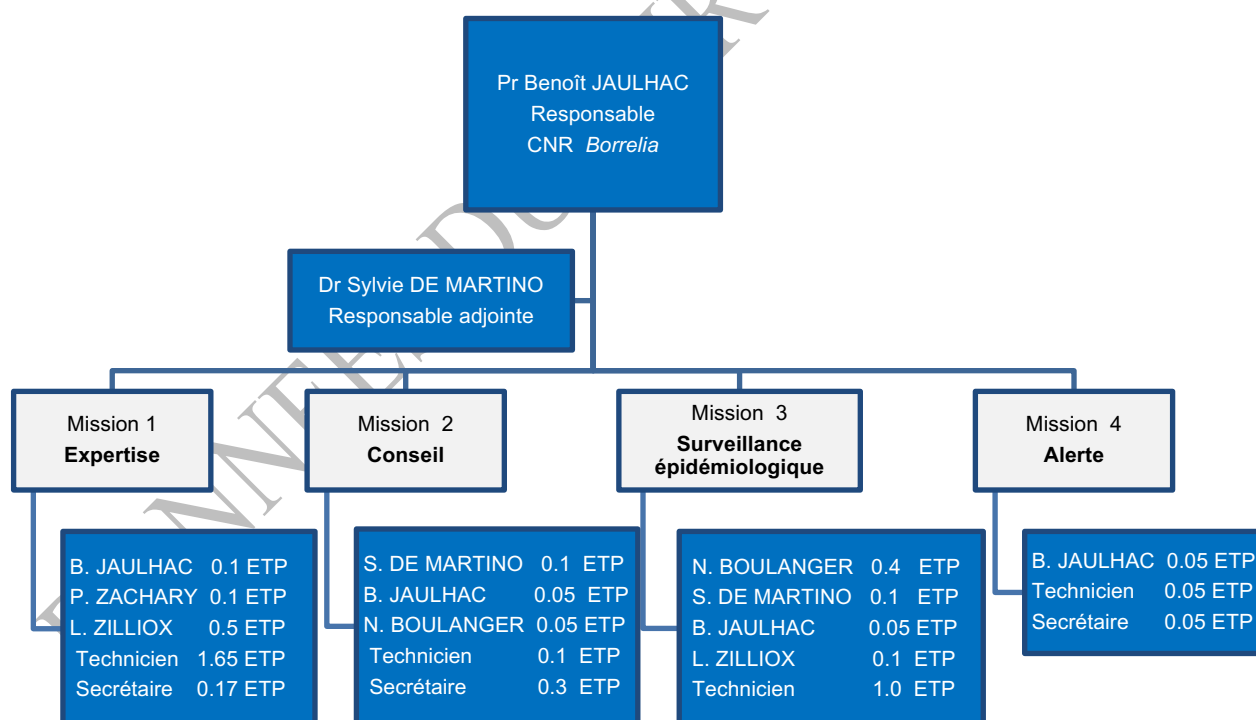 Pr Benoît JAULHAC
Responsable
CNR Borrelia
Dr Sylvie DE MARTINO
Responsable adjointe
Mission 1
Expertise
Mission 2
Conseil
Mission 3
Surveillance
épidémiologique
Mission 4
Alerte
B. JAULHAC 0.1 ETP
P. ZACHARY 0.1 ETP
L. ZILLIOX 0.5 ETP
Technicien 1.65 ETP
Secrétaire 0.17 ETP
S. DE MARTINO 0.1 ETP
B. JAULHAC 0.05 ETP
N. BOULANGER 0.05 ETP
Technicien 0.1 ETP
Secrétaire 0.3 ETP
N. BOULANGER 0.4 ETP
S. DE MARTINO 0.1 ETP
B. JAULHAC 0.05 ETP
L. ZILLIOX 0.1 ETP
Technicien 1.0 ETP
B. JAULHAC 0.05 ETP
Technicien 0.05 ETP
Secrétaire 0.05 ETP